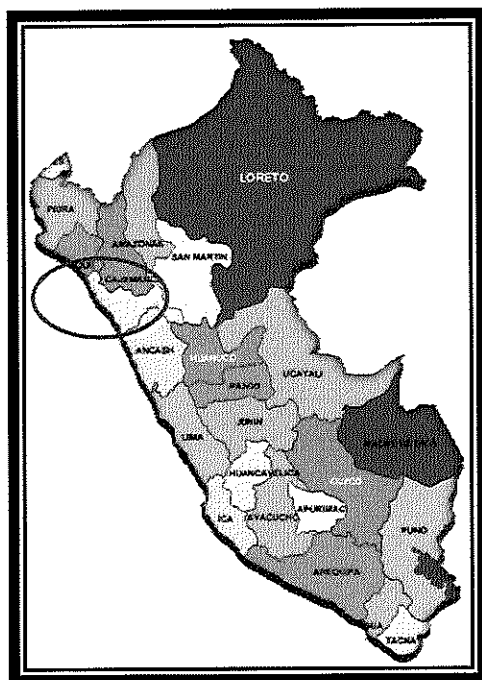 PIURA
LORETO
AMAZONAS
SAN MARTIN
ANCASH
HUANUCO
PASCO
UCAYALI
LIMA
JUNIN
HUANCAVELICA
CUSCO
ICA
AYACUCHO
APURIMAC
PUNO
AREQUIPA
TACNA